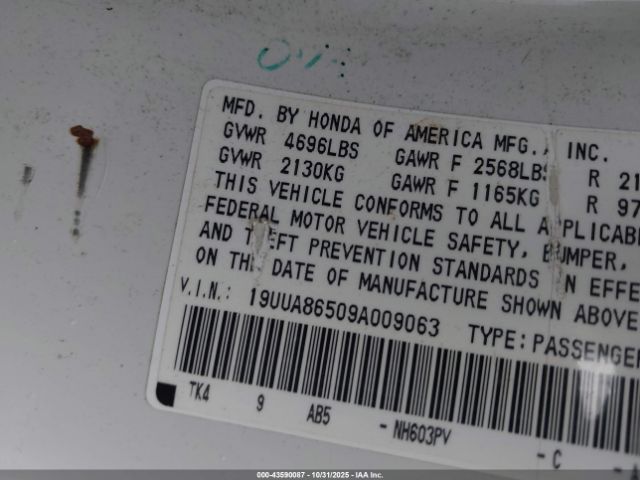 MFD. BY HONDA OF AMERICA MFG., INC.
GVWR 4696LBS GAWR F 2568LBS R 21
GVWR 2130KG GAWR F 1165KG R 97
THIS VEHICLE CONFORMS TO ALL APPLICABL
FEDERAL MOTOR VEHICLE SAFETY, BUMPER,
AND THEFT PREVENTION STANDARDS IN EFFE
ON THE DATE OF MANUFACTURE SHOWN ABOVE
V.I.N.: 19UUA86509A009063 TYPE:PASSENGER
TK4 9 AB5 -NH603PV -C
000-43590087 - 10/31/2025 - IAA Inc.